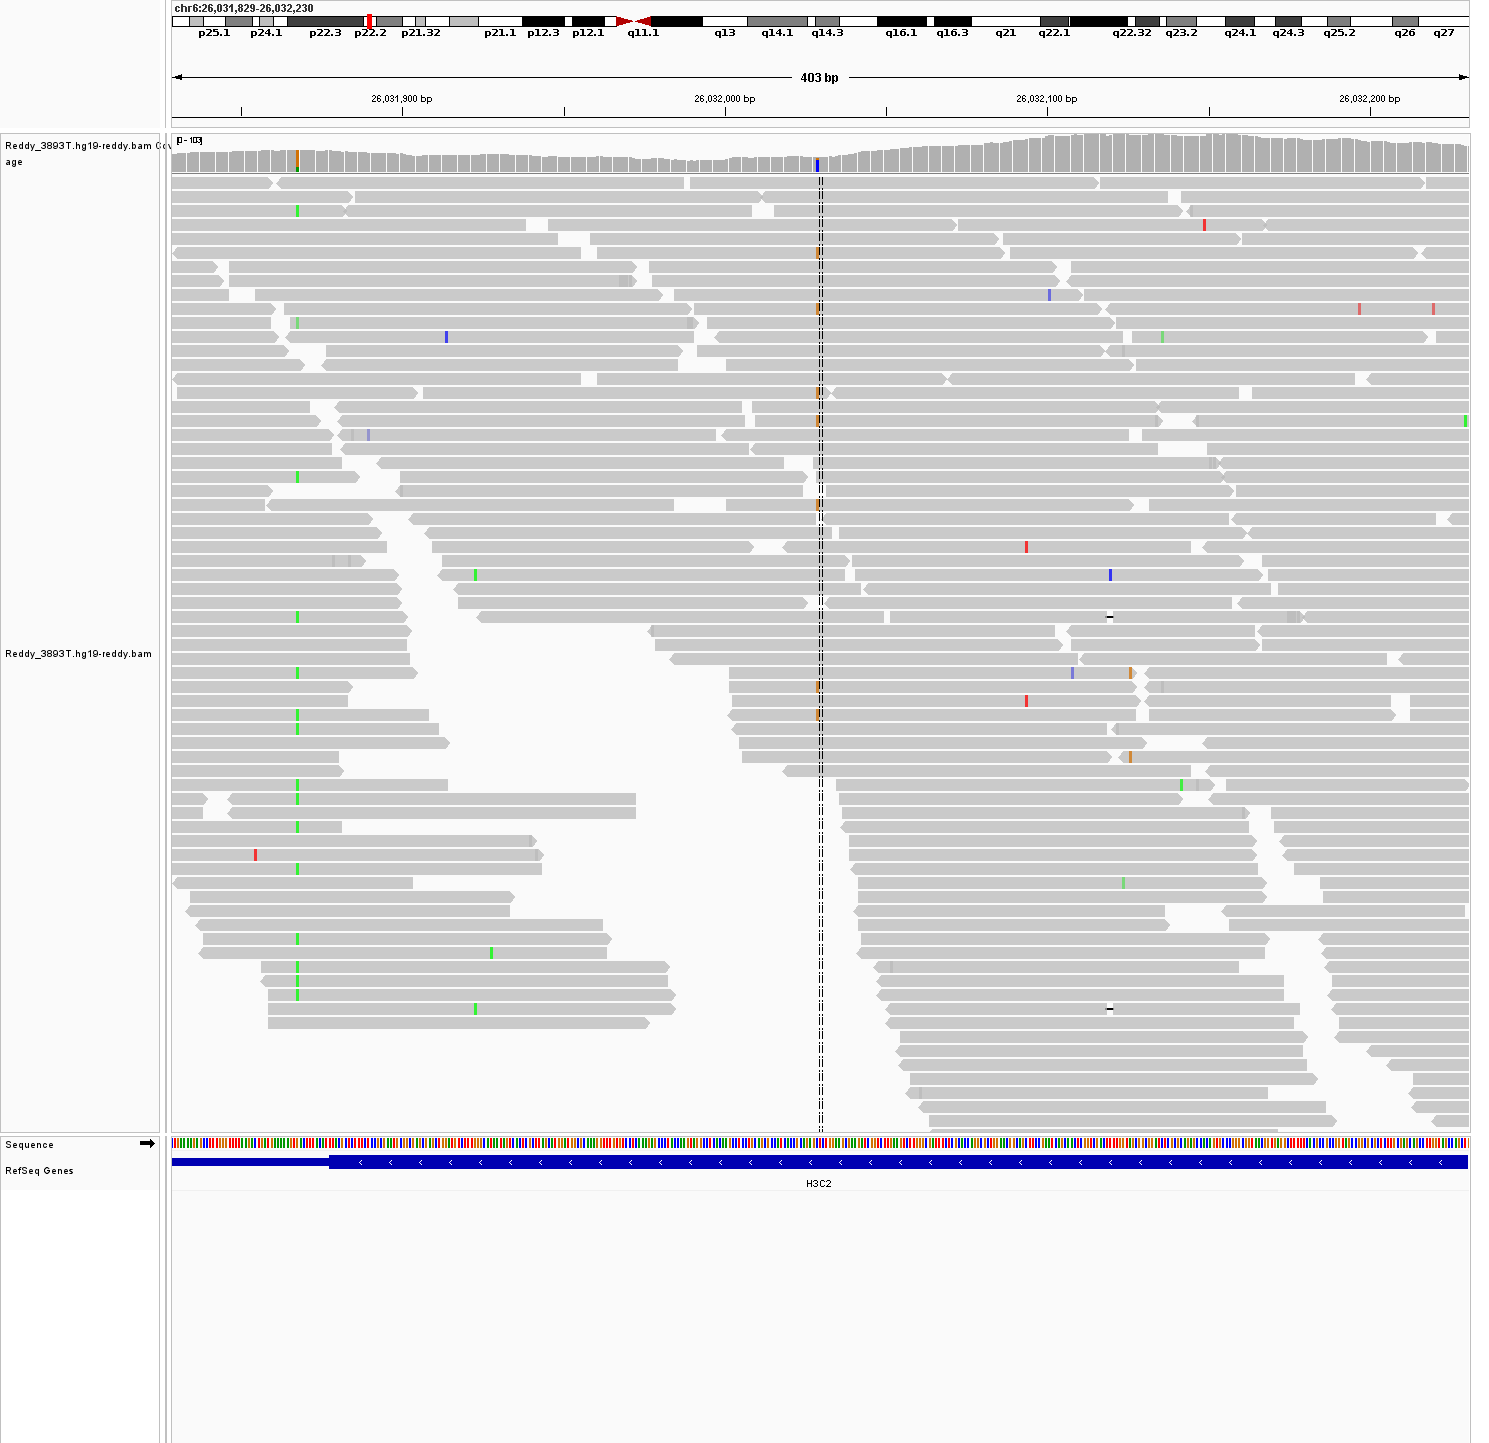 chr6:26,031,829-26,032,230
p25.1 p24.1 p22.3 p22.2 p21.32 p21.1 p12.3 p12.1 q11.1 q13 q14.1 q14.3 q16.1 q16.3 q21 q22.1 q22.32 q23.2 q24.1 q24.3 q25.2 q26 q27
403 bp
26,031,900 bp 26,032,000 bp 26,032,100 bp 26,032,200 bp
[0 - 103]
Reddy_3893T.hg19-reddy.bam Cov
age
Reddy_3893T.hg19-reddy.bam
Sequence
RefSeq Genes
H3C2